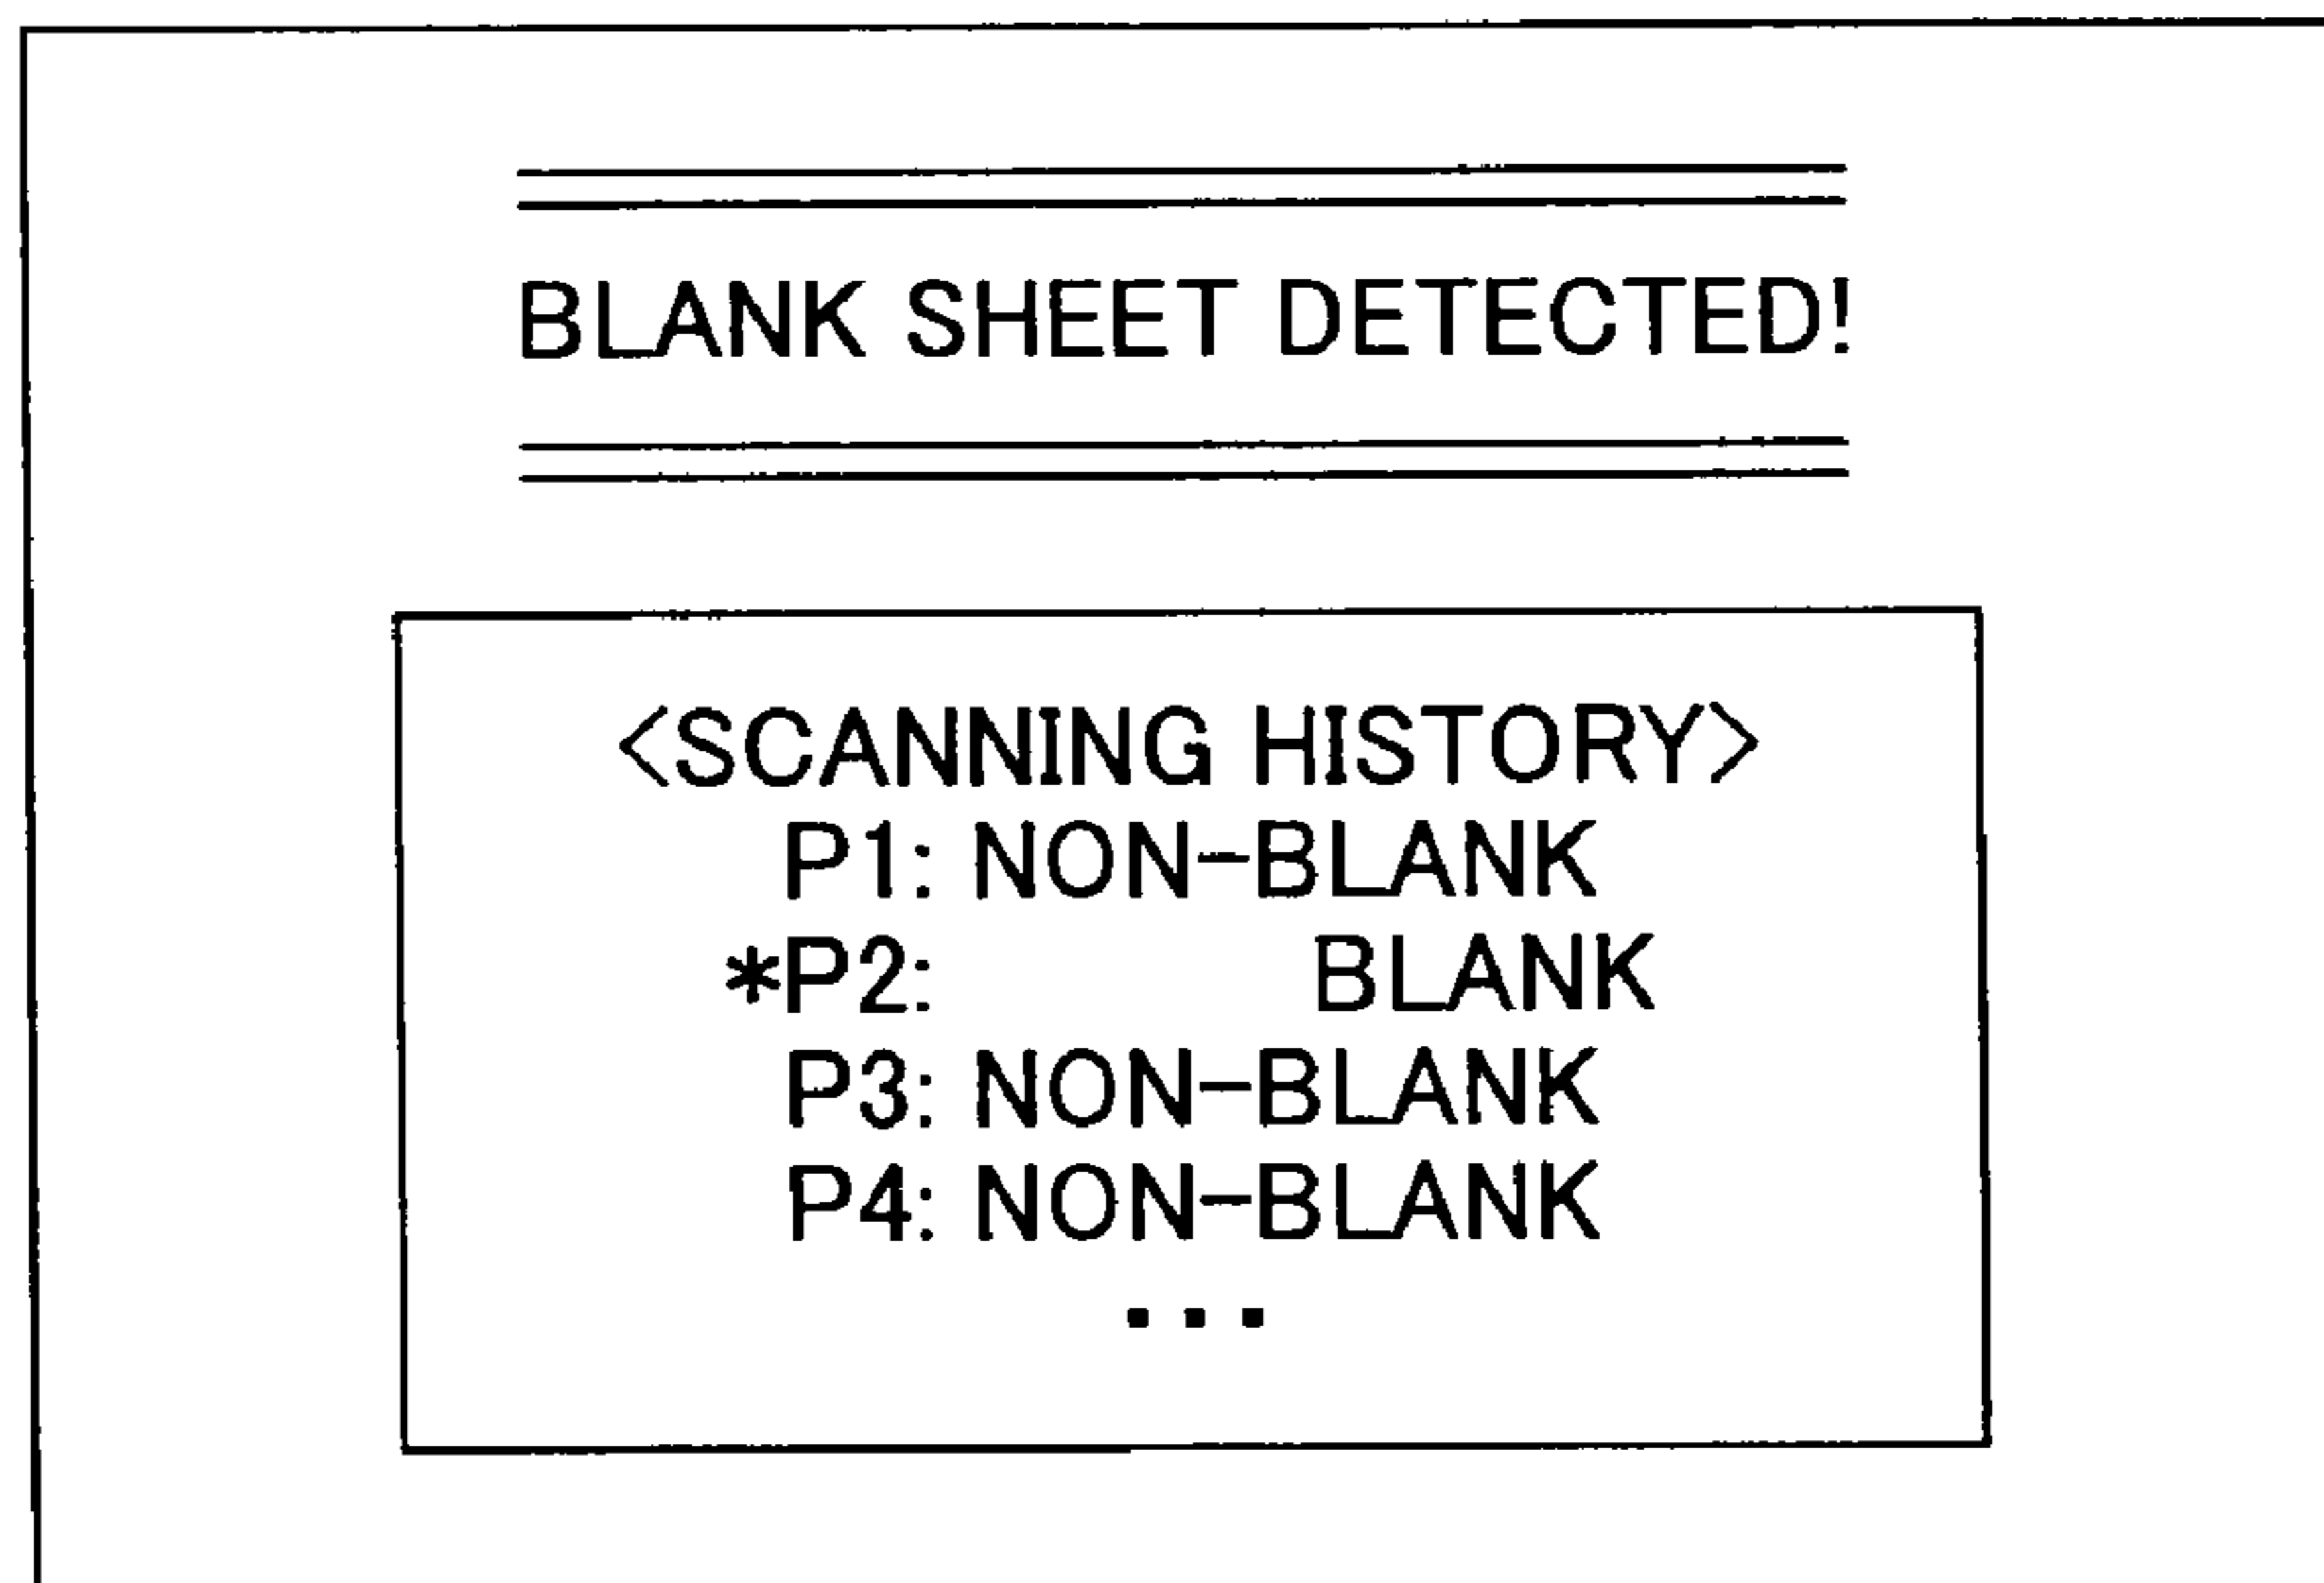 BLANK SHEET DETECTED!
<SCANNING HISTORY>
P1: NON-BLANK
*P2: BLANK
P3: NON-BLANK
P4: NON-BLANK
...